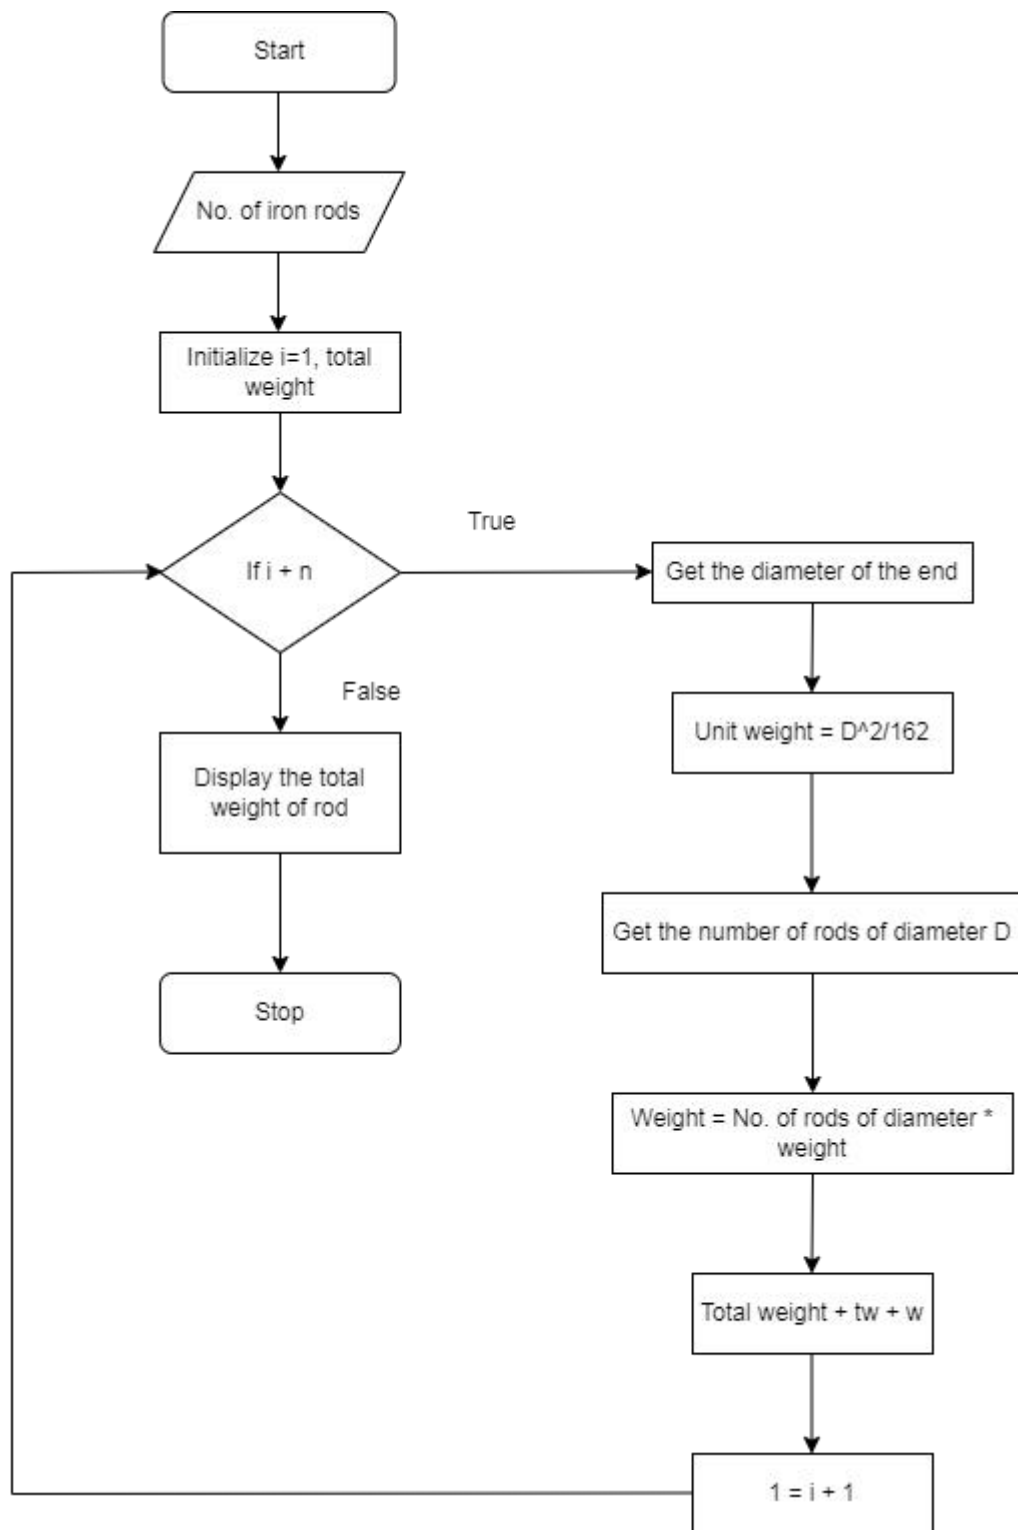 Start
No. of iron rods
Initialize i=1, total
weight
If i + n
True
False
Get the diameter of the end
Unit weight = D^2/162
Get the number of rods of diameter D
Weight = No. of rods of diameter *
weight
Total weight + tw + w
1 = i + 1
Display the total
weight of rod
Stop